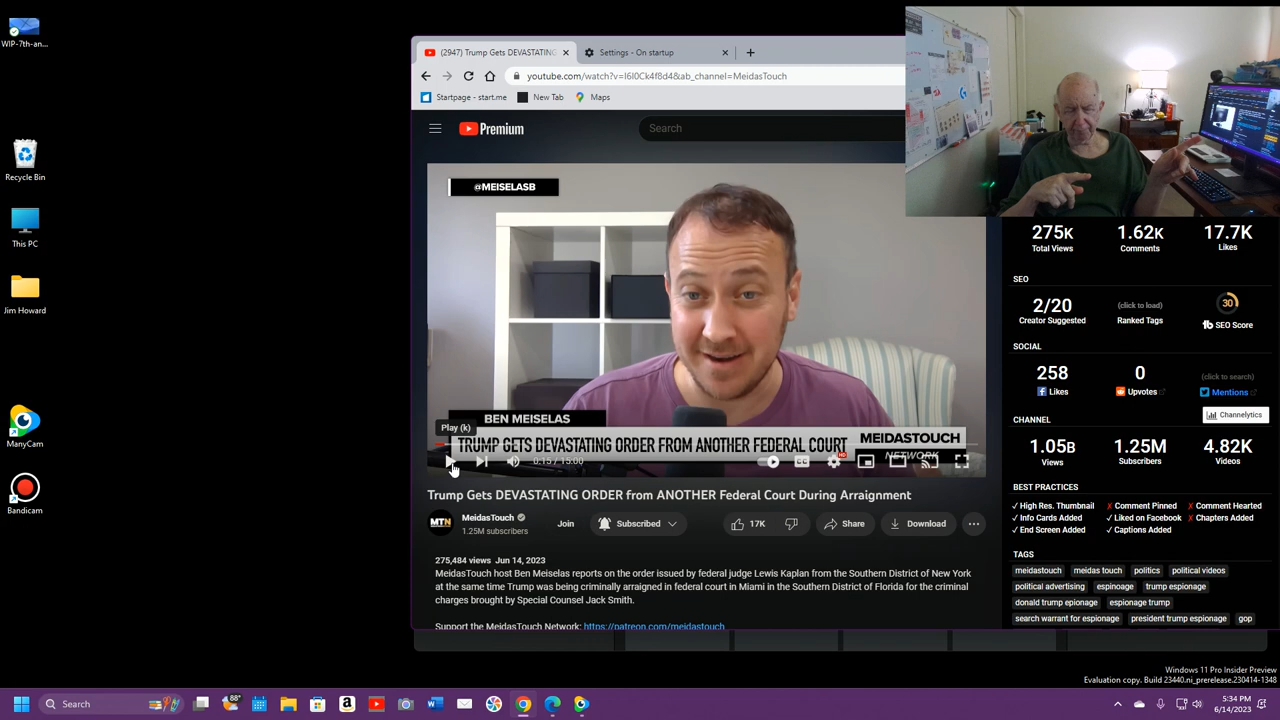 WIP-7th-an...
Recycle Bin
This PC
Jim Howard
ManyCam
Bandicam
(2947) Trump Gets DEVASTATING
Settings - On startup
youtube.com/watch?v=I6I0Ck4f8d4&ab_channel=MeidasTouch
Startpage - start.me
New Tab
Maps
Premium
Search
@MEISELASB
BEN MEISELAS
Play (k)
TRUMP GETS DEVASTATING ORDER FROM ANOTHER FEDERAL COURT
MEIDASTOUCH
NETWORK
0:15 / 15:00
CC
HD
Trump Gets DEVASTATING ORDER from ANOTHER Federal Court During Arraignment
MTN
MeidasTouch
1.25M subscribers
Join
Subscribed
17K
Share
Download
275,484 views Jun 14, 2023
MeidasTouch host Ben Meiselas reports on the order issued by federal judge Lewis Kaplan from the Southern District of New York
at the same time Trump was being criminally arraigned in federal court in Miami in the Southern District of Florida for the criminal
charges brought by Special Counsel Jack Smith.
Support the MeidasTouch Network: https://patreon.com/meidastouch
275K 1.62K 17.7K
Total Views Comments Likes
SEO
2/20 (click to load) 30
Creator Suggested Ranked Tags tb SEO Score
SOCIAL
258 0 (click to search)
Likes Upvotes Mentions
CHANNEL
Channelytics
1.05B 1.25M 4.82K
Views Subscribers Videos
BEST PRACTICES
✓ High Res. Thumbnail ✗ Comment Pinned ✗ Comment Hearted
✓ Info Cards Added ✓ Liked on Facebook ✗ Chapters Added
✓ End Screen Added ✓ Captions Added
TAGS
meidastouch meidas touch politics political videos
political advertising espinoage trump espionage
donald trump epionage espionage trump
search warrant for espionage president trump espionage gop
Windows 11 Pro Insider Preview
Evaluation copy. Build 23440.ni_prerelease.230414-1348
Search
88°
5:34 PM
6/14/2023